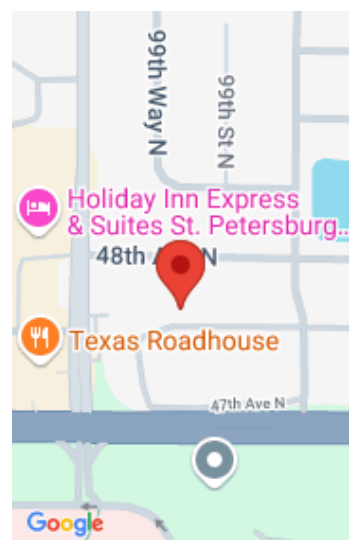 99th Way N
99th St N
Holiday Inn Express
& Suites St. Petersburg...
48th A N
Texas Roadhouse
47th Ave N
Google